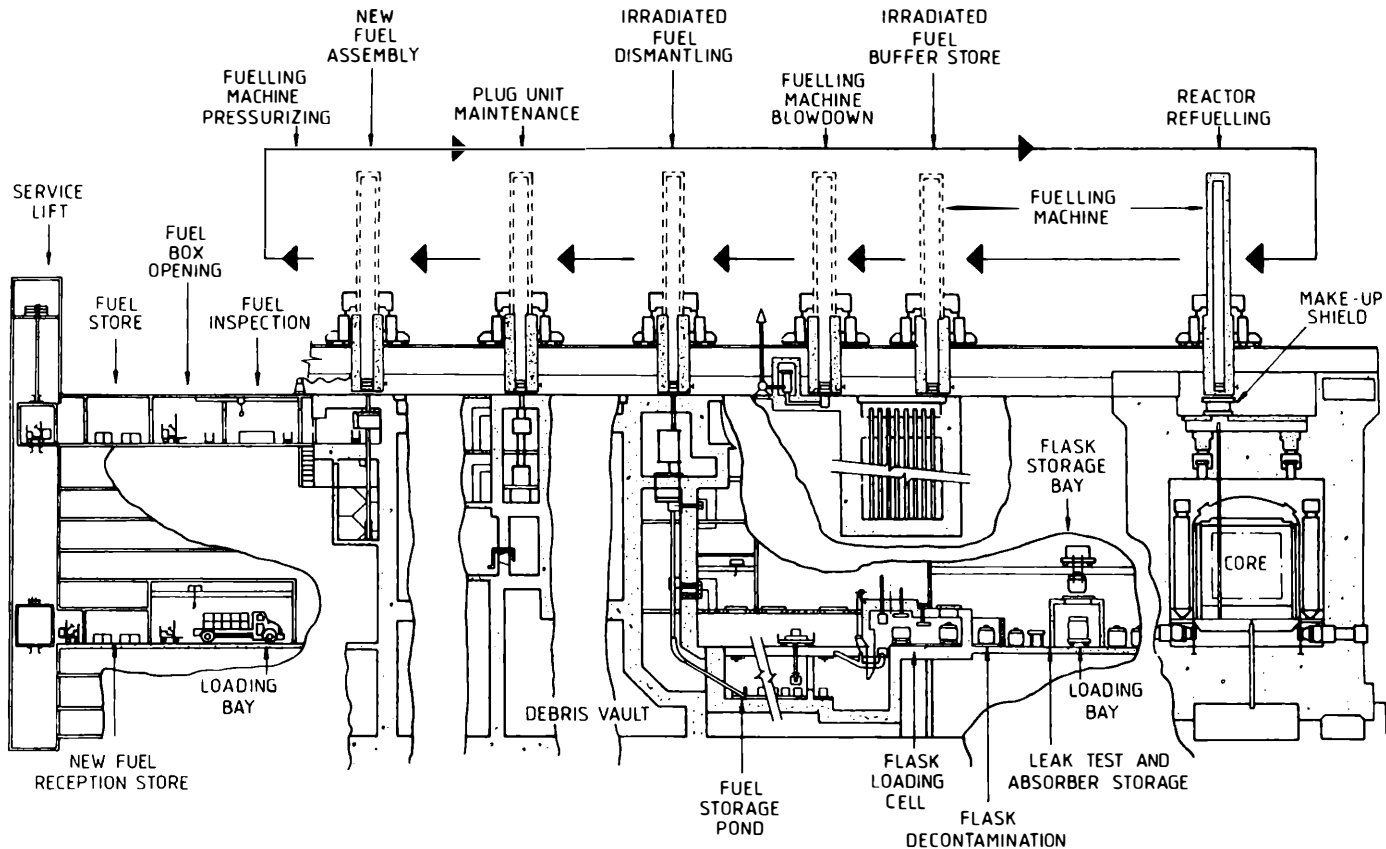 NEW
FUEL
ASSEMBLY
IRRADIATED
FUEL
DISMANTLING
IRRADIATED
FUEL
BUFFER STORE
FUELLING
MACHINE
PRESSURIZING
PLUG UNIT
MAINTENANCE
FUELLING
MACHINE
BLOWDOWN
REACTOR
REFUELLING
SERVICE
LIFT
FUELLING
MACHINE
FUEL
BOX
OPENING
FUEL
STORE
FUEL
INSPECTION
MAKE-UP
SHIELD
FLASK
STORAGE
BAY
CORE
LOADING
BAY
DEBRIS VAULT
LOADING
BAY
NEW FUEL
RECEPTION STORE
FUEL
STORAGE
POND
FLASK
LOADING
CELL
LEAK TEST AND
ABSORBER STORAGE
FLASK
DECONTAMINATION